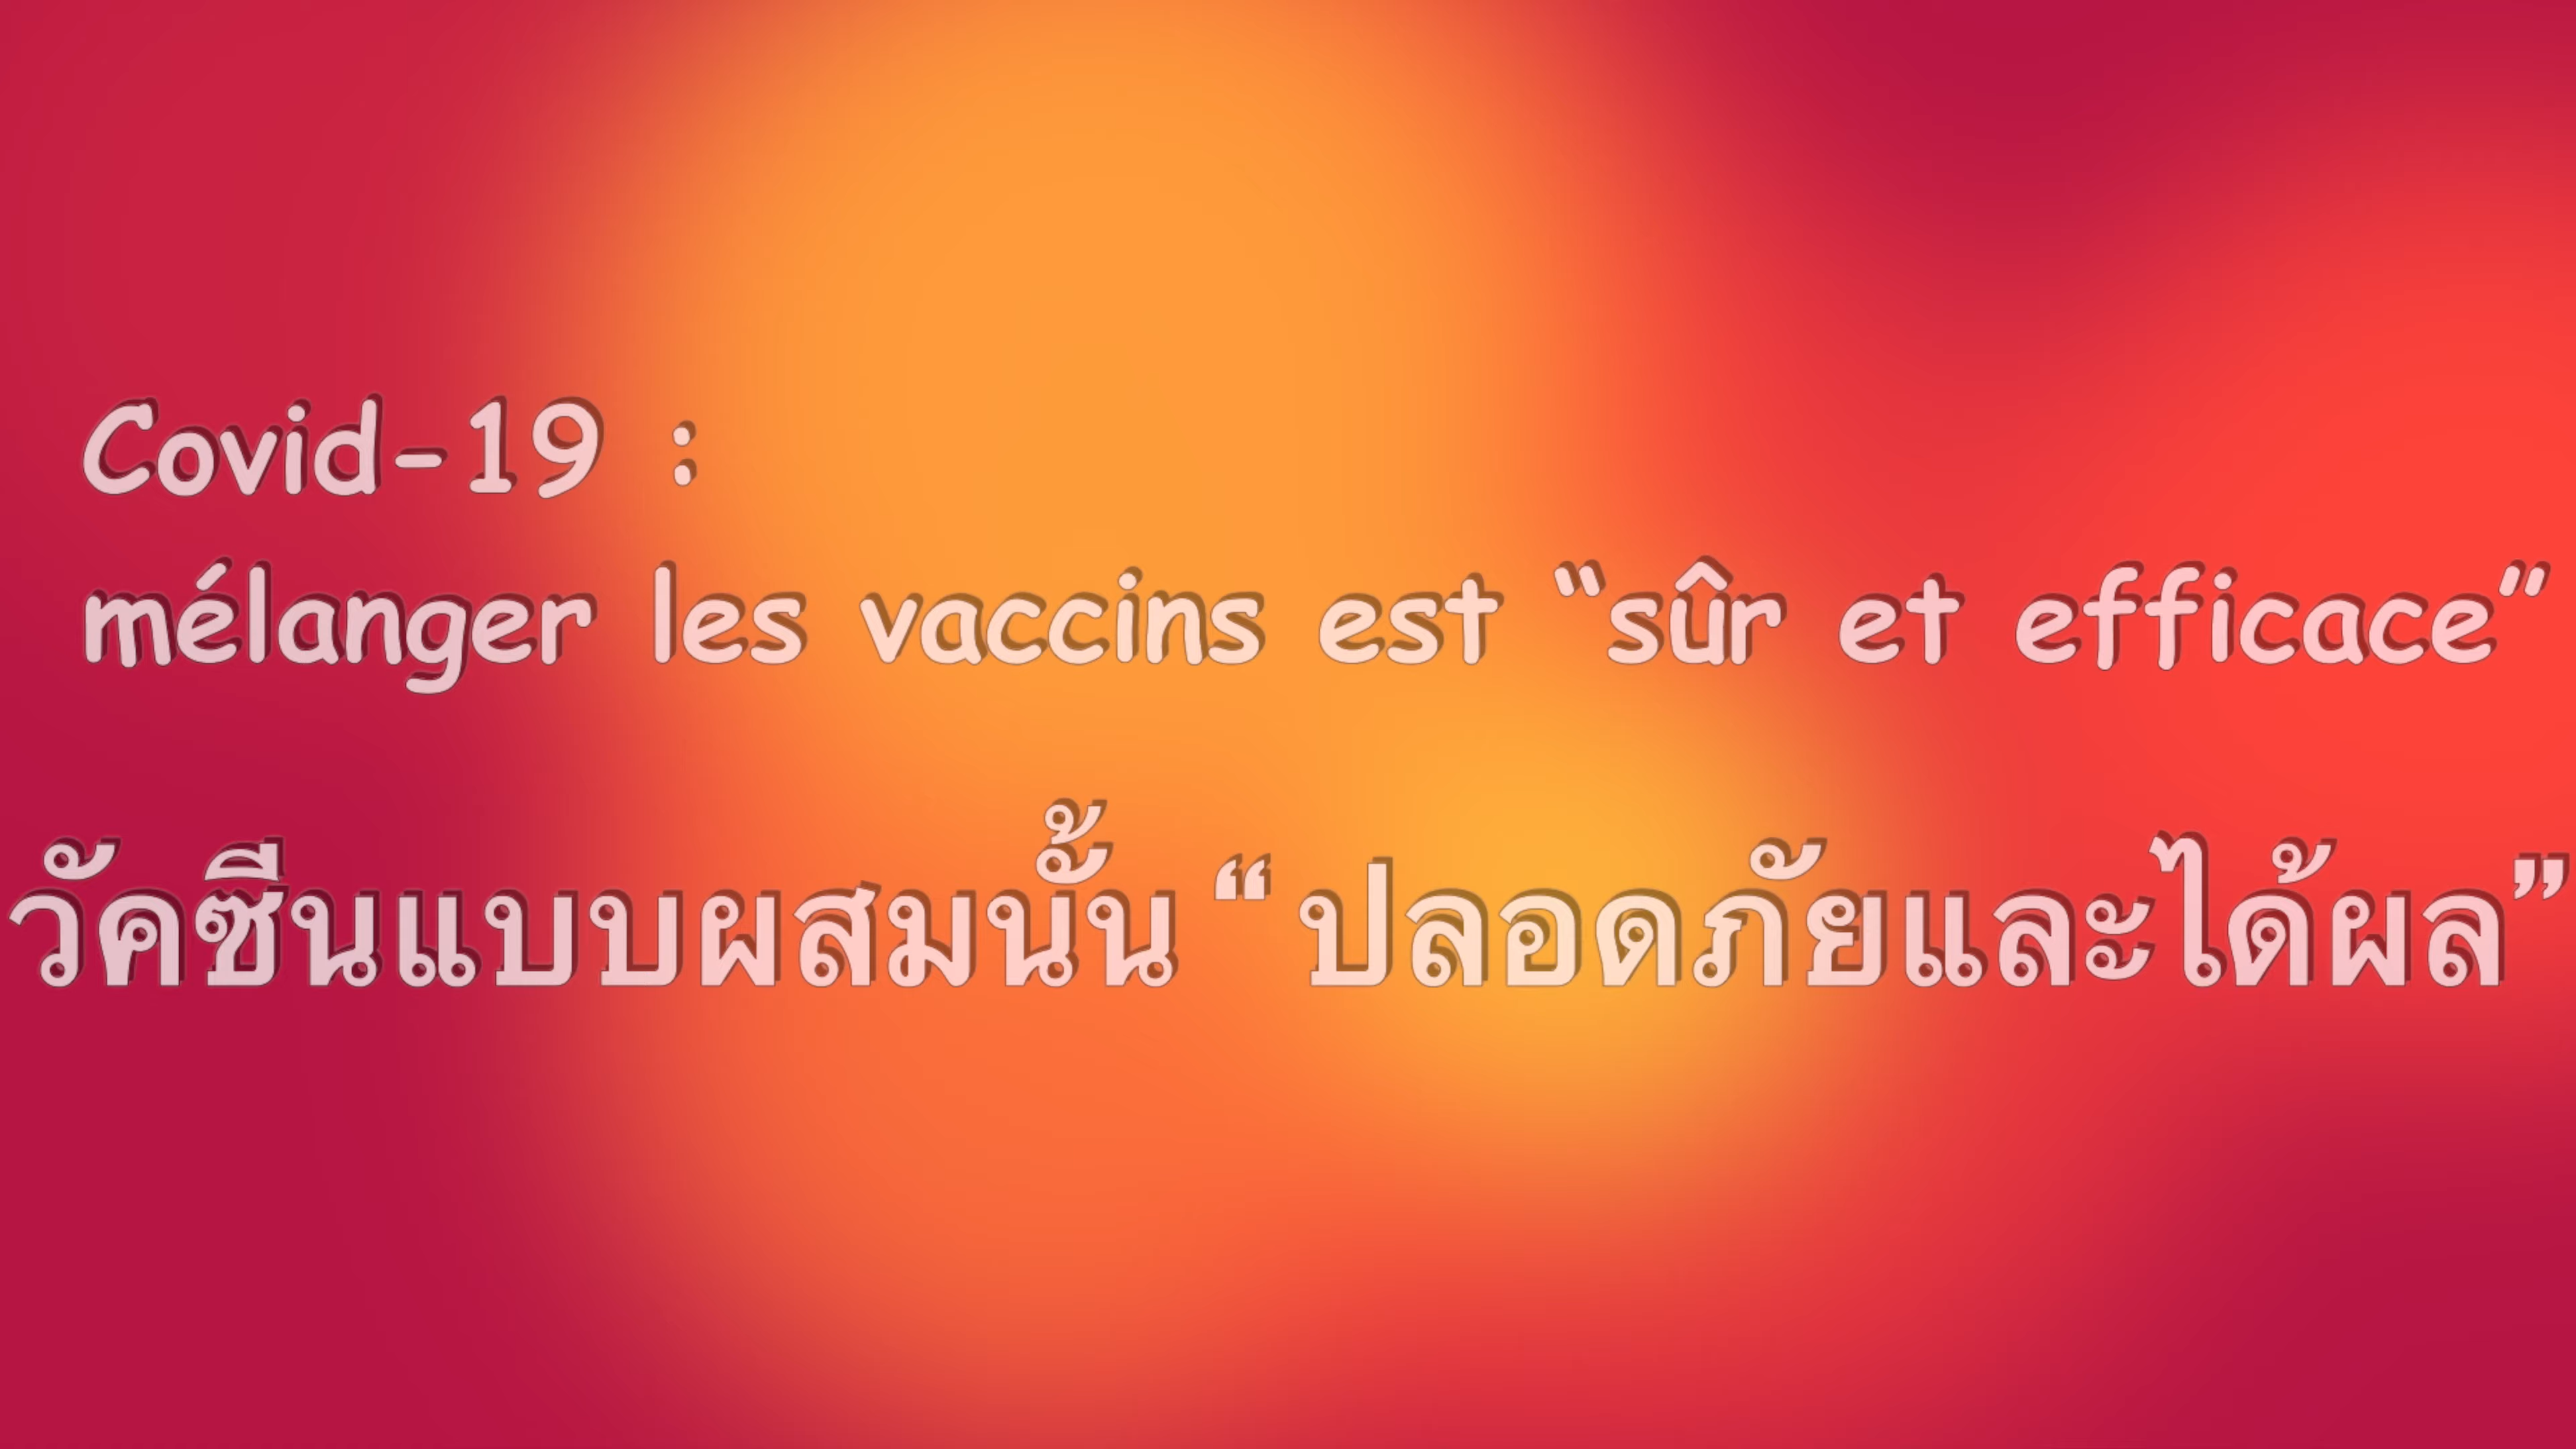 Covid-19 :
mélanger les vaccins est “sûr et efficace”
วัคซีนแบบผสมนั้น “ ปลอดภัยและได้ผล”